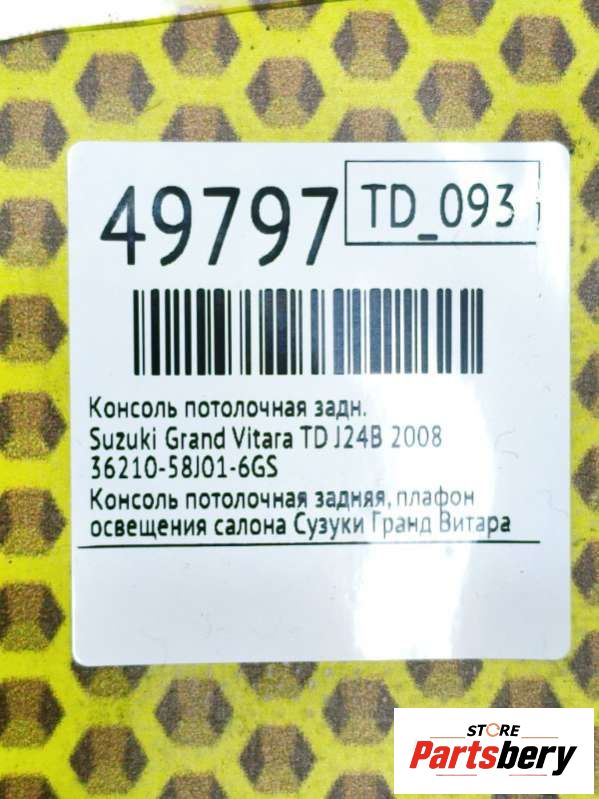 49797
TD_093
Консоль потолочная задн.
Suzuki Grand Vitara TD J24B 2008
36210-58J01-6GS
Консоль потолочная задняя, плафон
освещения салона Сузуки Гранд Витара
STORE
Partsbery